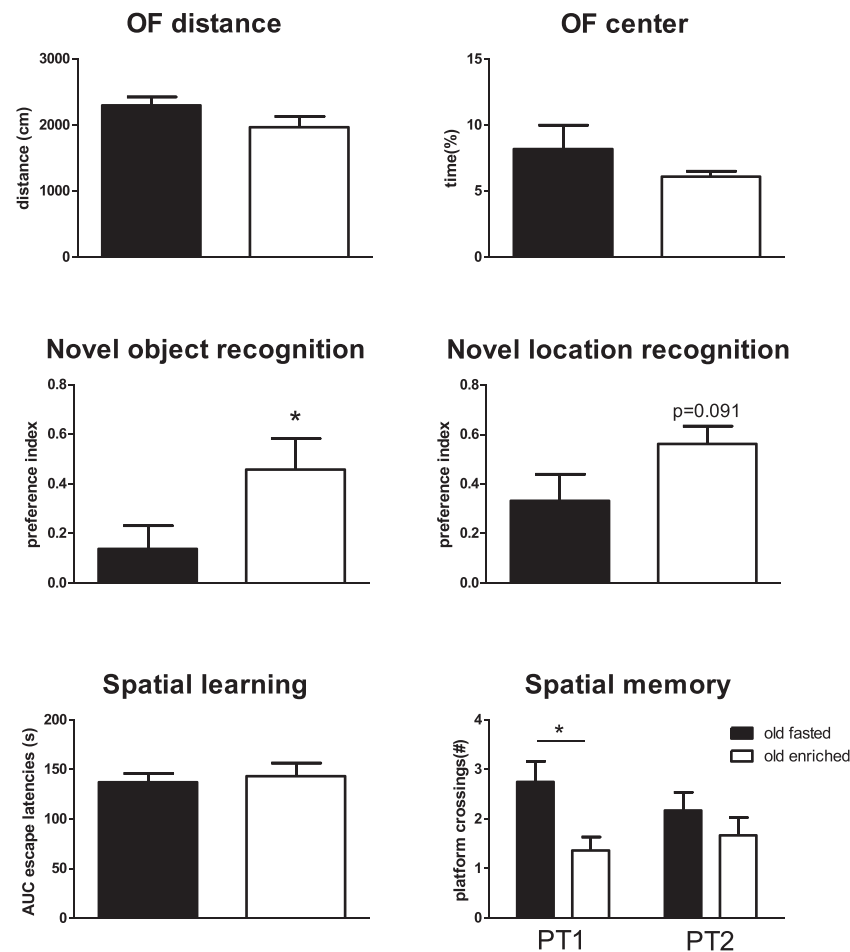 OF distance
OF center
3000
2000
1000
0
distance (cm)
15
10
5
0
time(%)
Novel object recognition
Novel location recognition
0.8
0.6
0.4
0.2
0.0
preference index
*
0.8
0.6
0.4
0.2
0.0
preference index
p=0.091
Spatial learning
Spatial memory
200
150
100
50
0
AUC escape latencies (s)
4
3
2
1
0
platform crossings(#)
*
old fasted
old enriched
PT1
PT2